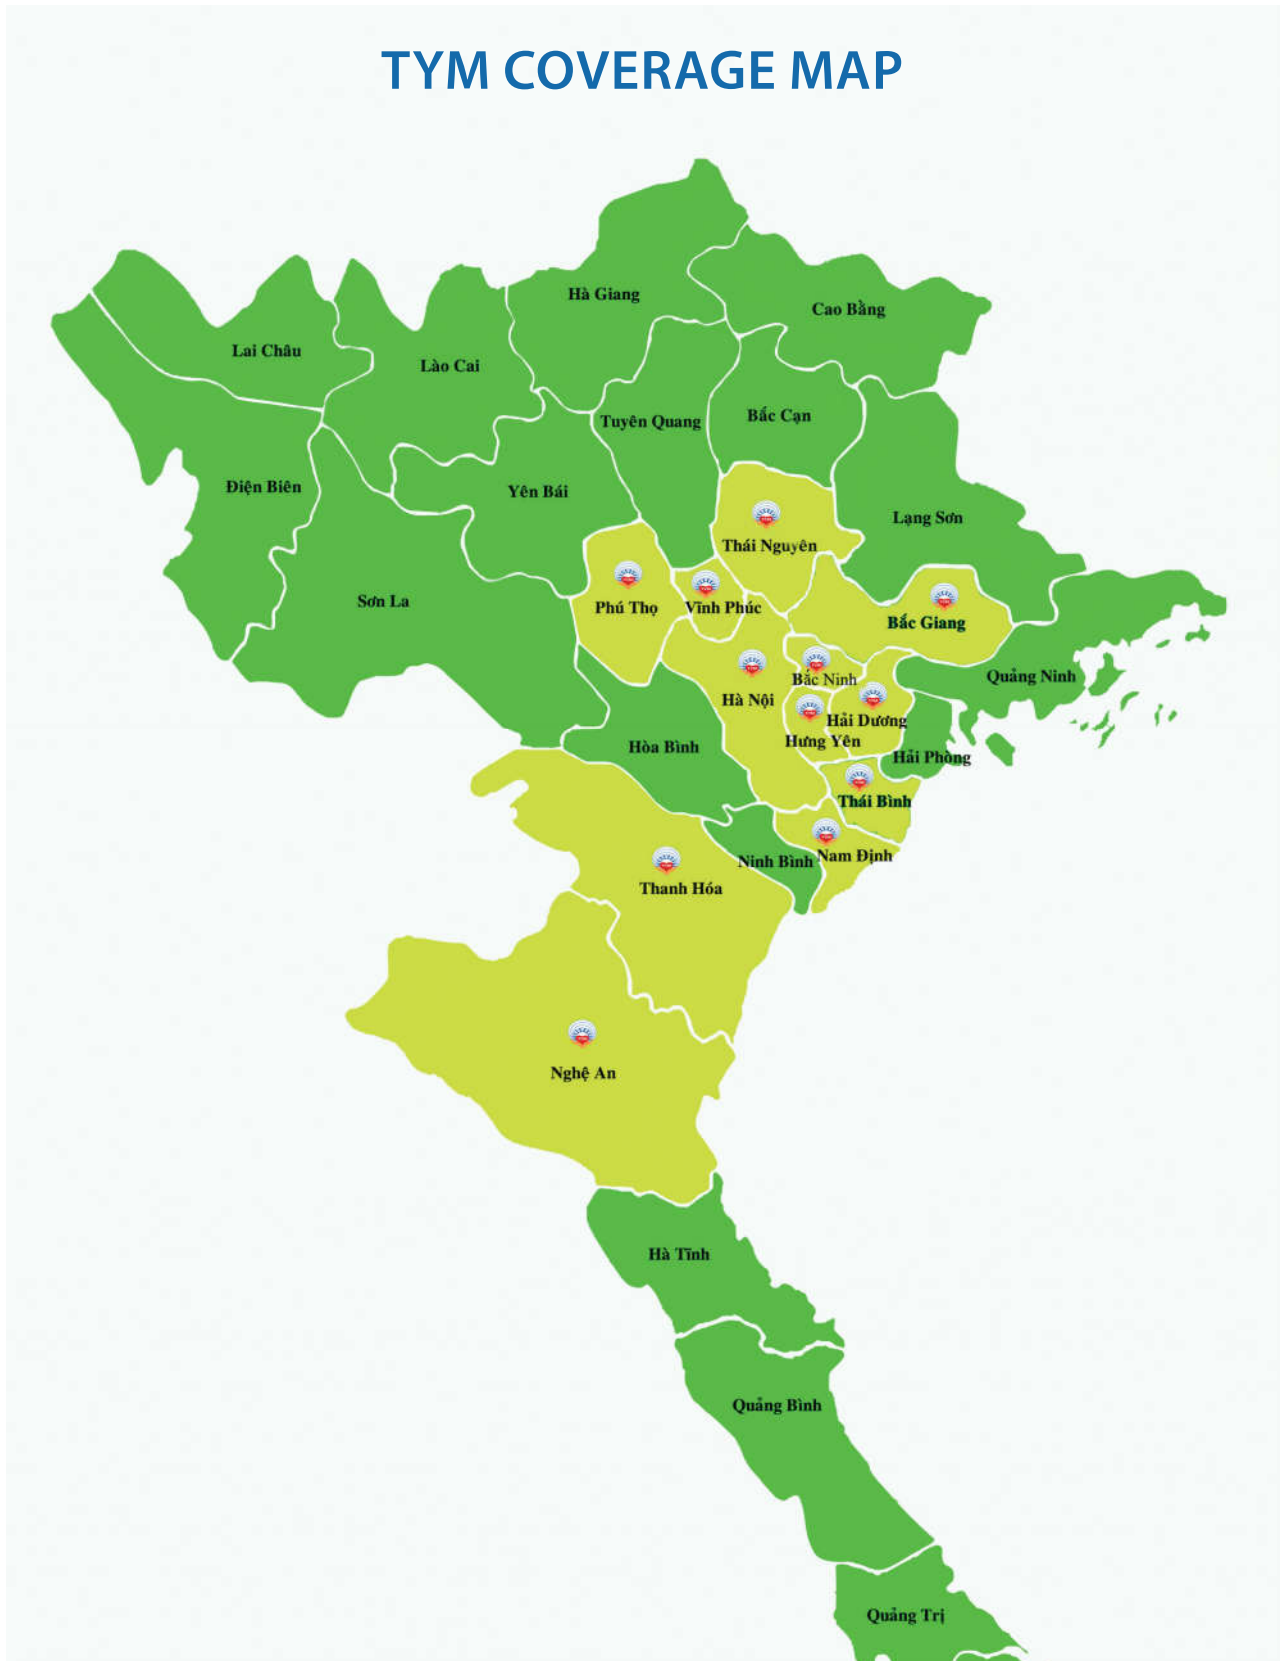 TYM COVERAGE MAP
Hà Giang
Cao Bằng
Lai Châu
Lào Cai
Bắc Cạn
Tuyên Quang
Điện Biên
Yên Bái
Lạng Sơn
Thái Nguyên
Sơn La
Phú Thọ
Vĩnh Phúc
Bắc Giang
Quảng Ninh
Bắc Ninh
Hà Nội
Hải Dương
Hưng Yên
Hòa Bình
Hải Phòng
Thái Bình
Nam Định
Ninh Bình
Thanh Hóa
Nghệ An
Hà Tĩnh
Quảng Bình
Quảng Trị